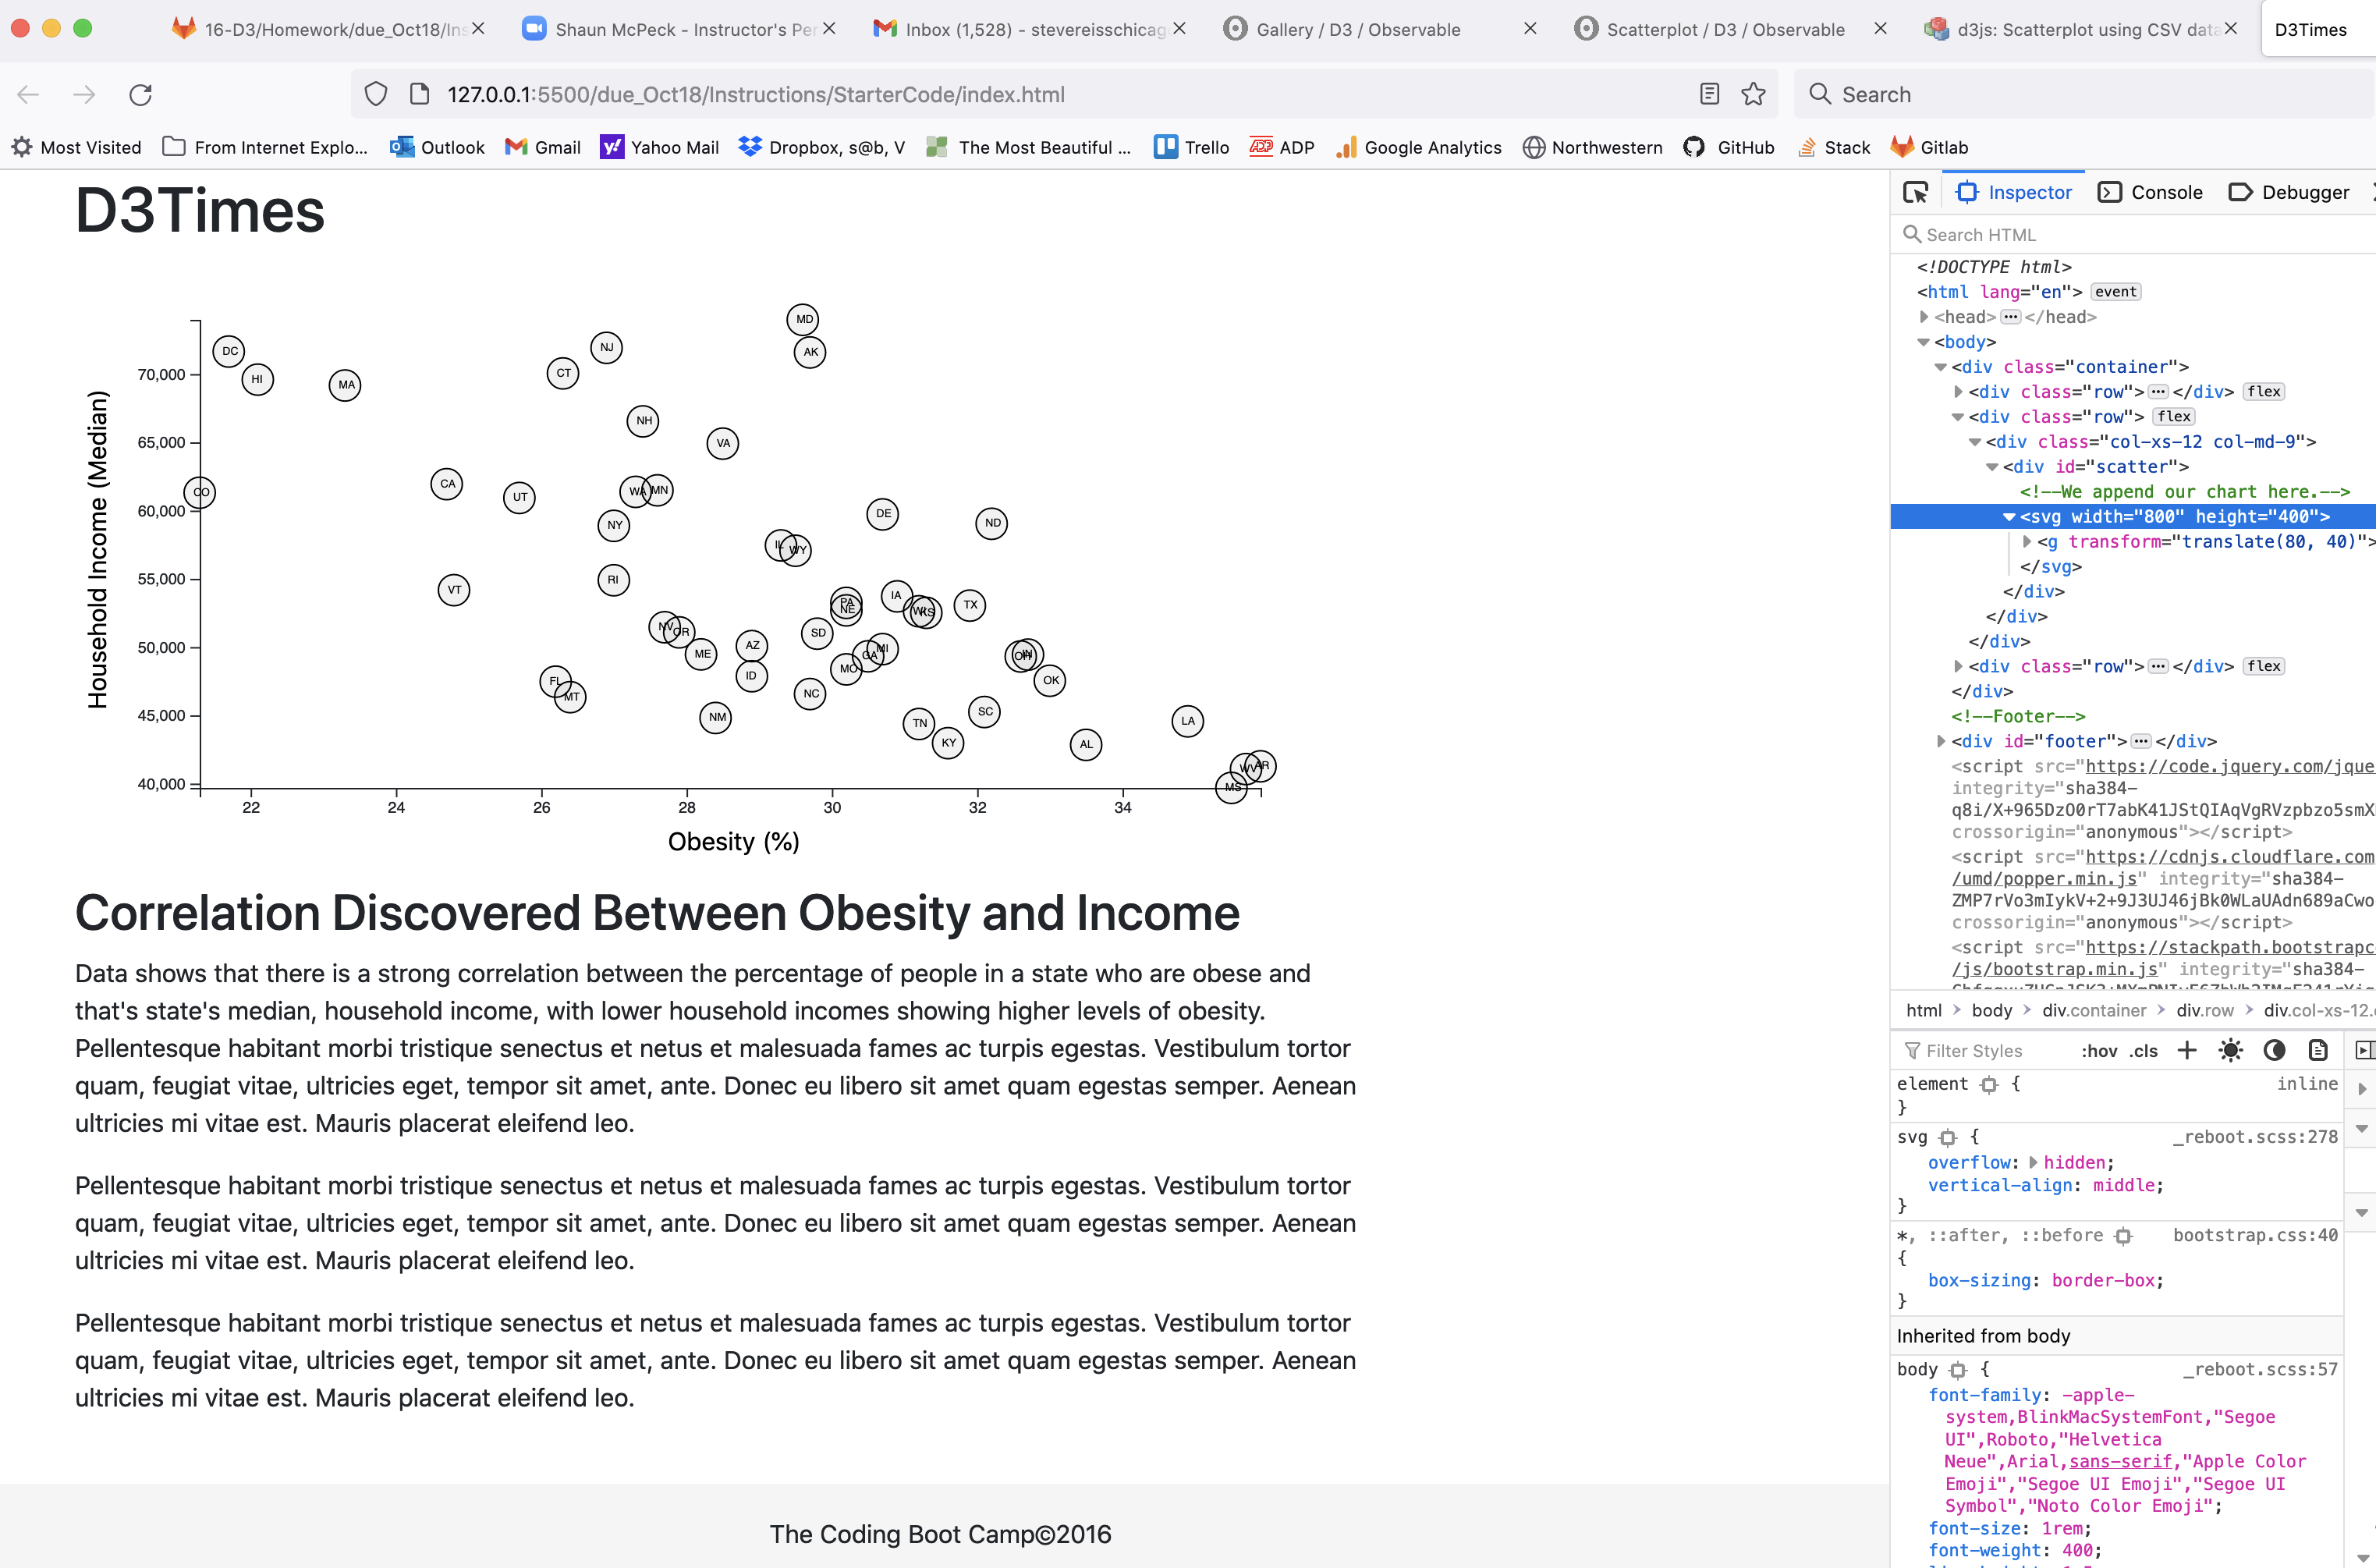 16-D3/Homework/due_Oct18/Ins
Shaun McPeck - Instructor's Per
Inbox (1,528) - stevereisschicag
Gallery / D3 / Observable
Scatterplot / D3 / Observable
d3js: Scatterplot using CSV data
D3Times
127.0.0.1:5500/due_Oct18/Instructions/StarterCode/index.html
Search
Most Visited
From Internet Explo...
Outlook
Gmail
Yahoo Mail
Dropbox, s@b, V
The Most Beautiful ...
Trello
ADP
Google Analytics
Northwestern
GitHub
Stack
Gitlab
D3Times
Household Income (Median)
70,000
65,000
60,000
55,000
50,000
45,000
40,000
MD
NJ
DC
AK
CT
HI
MA
NH
VA
CA
CO
WA
MN
UT
DE
ND
NY
IL
WY
RI
VT
IA
PA
NE
TX
WI
KS
NV
OR
SD
AZ
MI
ME
GA
OH
IN
MO
ID
OK
FL
MT
NC
SC
NM
LA
TN
KY
AL
AR
WV
MS
22
24
26
28
30
32
34
Obesity (%)
Correlation Discovered Between Obesity and Income
Data shows that there is a strong correlation between the percentage of people in a state who are obese and
that's state's median, household income, with lower household incomes showing higher levels of obesity.
Pellentesque habitant morbi tristique senectus et netus et malesuada fames ac turpis egestas. Vestibulum tortor
quam, feugiat vitae, ultricies eget, tempor sit amet, ante. Donec eu libero sit amet quam egestas semper. Aenean
ultricies mi vitae est. Mauris placerat eleifend leo.
Pellentesque habitant morbi tristique senectus et netus et malesuada fames ac turpis egestas. Vestibulum tortor
quam, feugiat vitae, ultricies eget, tempor sit amet, ante. Donec eu libero sit amet quam egestas semper. Aenean
ultricies mi vitae est. Mauris placerat eleifend leo.
Pellentesque habitant morbi tristique senectus et netus et malesuada fames ac turpis egestas. Vestibulum tortor
quam, feugiat vitae, ultricies eget, tempor sit amet, ante. Donec eu libero sit amet quam egestas semper. Aenean
ultricies mi vitae est. Mauris placerat eleifend leo.
The Coding Boot Camp©2016
Inspector
Console
Debugger
Search HTML
<!DOCTYPE html>
<html lang="en"> event
<head> ••• </head>
<body>
<div class="container">
<div class="row"> ••• </div> flex
<div class="row"> flex
<div class="col-xs-12 col-md-9">
<div id="scatter">
<!--We append our chart here.-->
<svg width="800" height="400">
<g transform="translate(80, 40)">
</svg>
</div>
</div>
</div>
<div class="row"> ••• </div> flex
</div>
<!--Footer-->
<div id="footer"> ••• </div>
<script src="https://code.jquery.com/jque
integrity="sha384-
q8i/X+965DzO0rT7abK41JStQIAqVgRVzpbzo5smX
crossorigin="anonymous"></script>
<script src="https://cdnjs.cloudflare.com
/umd/popper.min.js" integrity="sha384-
ZMP7rVo3mIykV+2+9J3UJ46jBk0WLaUAdn689aCwo
crossorigin="anonymous"></script>
<script src="https://stackpath.bootstrapc
/js/bootstrap.min.js" integrity="sha384-
html > body > div.container > div.row > div.col-xs-12.
Filter Styles
:hov .cls +
element { inline
}
svg { _reboot.scss:278
overflow: hidden;
vertical-align: middle;
}
*, ::after, ::before bootstrap.css:40
{
box-sizing: border-box;
}
Inherited from body
body { _reboot.scss:57
font-family: -apple-
system,BlinkMacSystemFont,"Segoe
UI",Roboto,"Helvetica
Neue",Arial,sans-serif,"Apple Color
Emoji","Segoe UI Emoji","Segoe UI
Symbol","Noto Color Emoji";
font-size: 1rem;
font-weight: 400;